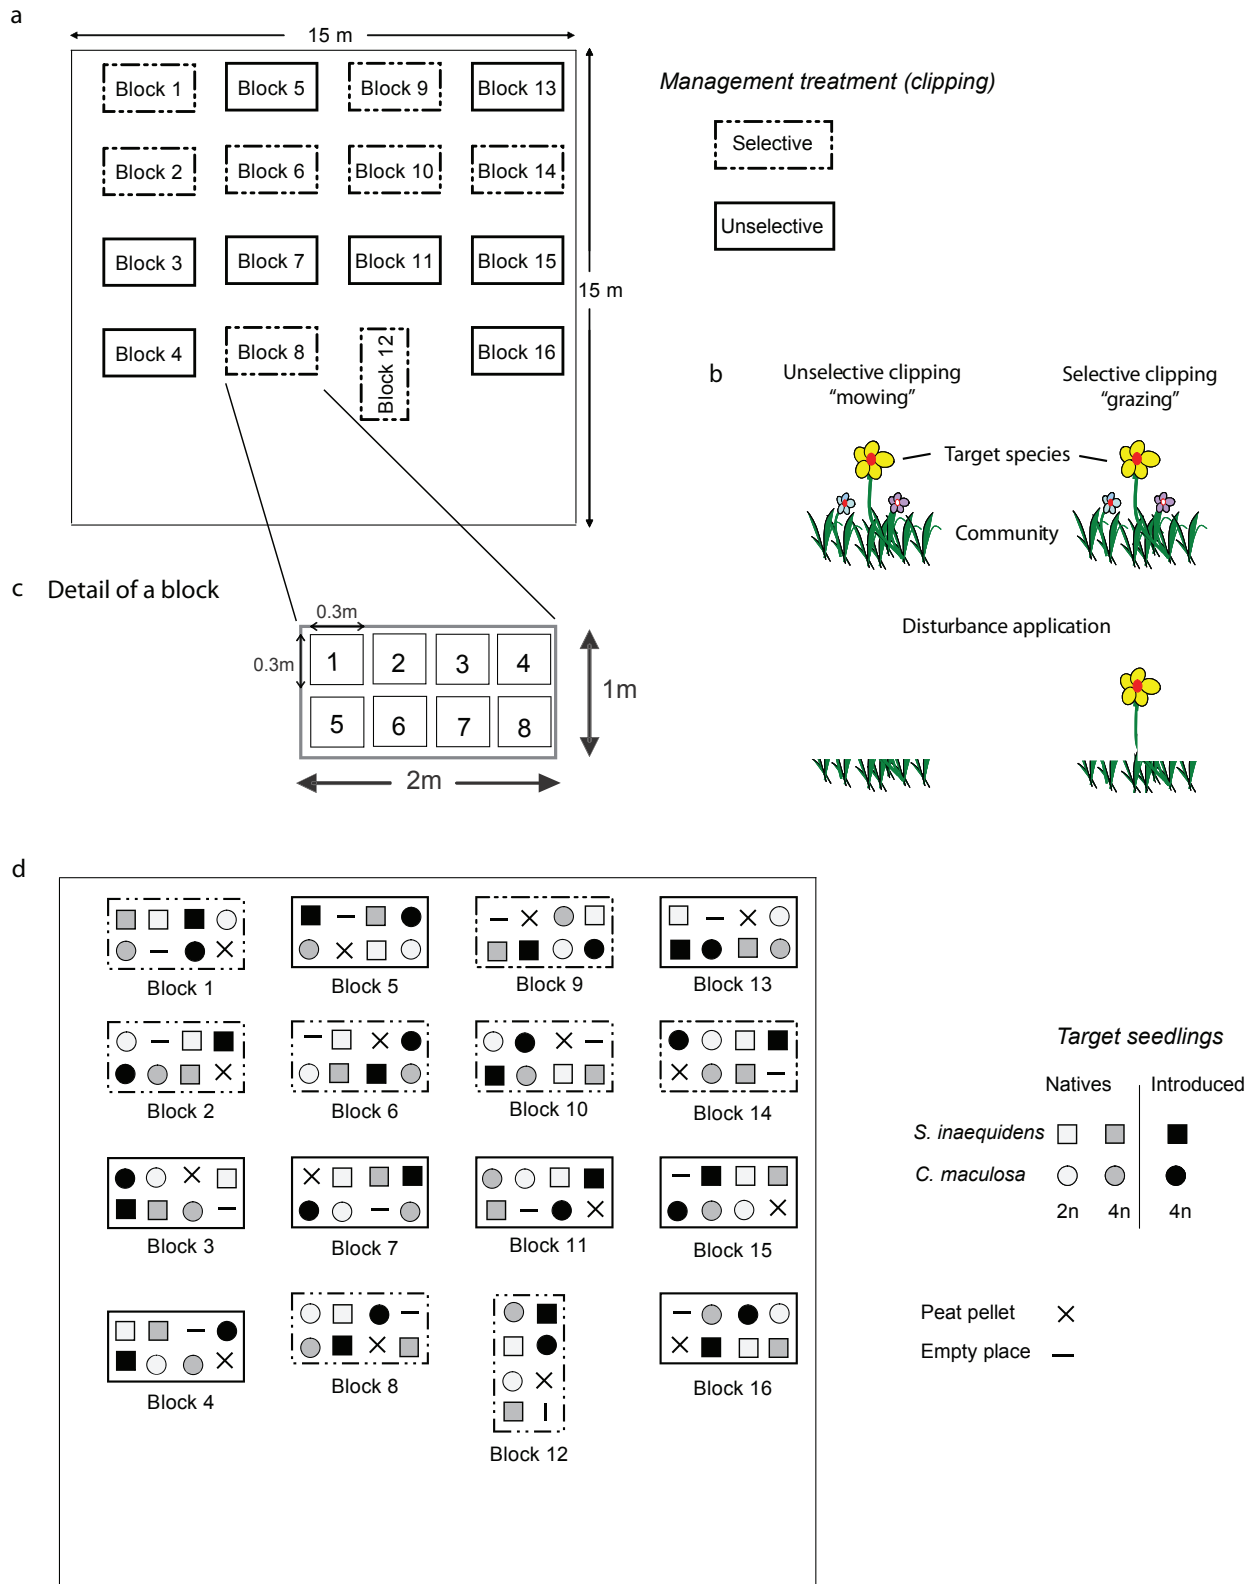 a
15 m
Block 1
Block 5
Block 9
Block 13
Block 2
Block 6
Block 10
Block 14
Block 3
Block 7
Block 11
Block 15
15 m
Block 4
Block 8
Block 12
Block 16
Management treatment (clipping)
Selective
Unselective
b
Unselective clipping
“mowing”
Selective clipping
“grazing”
Target species
Community
Disturbance application
c Detail of a block
0.3m
0.3m
1 2 3 4
5 6 7 8
1m
2m
d
Block 1
Block 5
Block 9
Block 13
Block 2
Block 6
Block 10
Block 14
Block 3
Block 7
Block 11
Block 15
Block 4
Block 8
Block 12
Block 16
Target seedlings
Natives Introduced
S. inaequidens
C. maculosa
2n 4n 4n
Peat pellet
Empty place